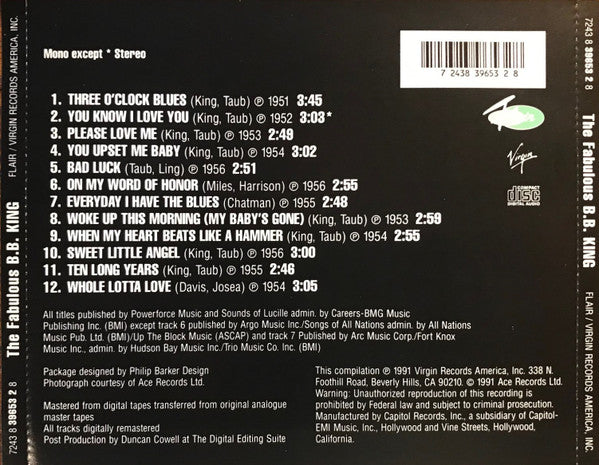 FLAIR / VIRGIN RECORDS AMERICA, INC. 7243 8 39653 2 8
The Fabulous B.B. KING
Mono except * Stereo
7 2438 39653 2 8
Flair
Virgin
COMPACT
disc
DIGITAL AUDIO
1. THREE O'CLOCK BLUES (King, Taub) ℗ 1951 3:45
2. YOU KNOW I LOVE YOU (King, Taub) ℗ 1952 3:03*
3. PLEASE LOVE ME (King, Taub) ℗ 1953 2:49
4. YOU UPSET ME BABY (King, Taub) ℗ 1954 3:02
5. BAD LUCK (Taub, Ling) ℗ 1956 2:51
6. ON MY WORD OF HONOR (Miles, Harrison) ℗ 1956 2:55
7. EVERYDAY I HAVE THE BLUES (Chatman) ℗ 1955 2:48
8. WOKE UP THIS MORNING (MY BABY'S GONE) (King, Taub) ℗ 1953 2:59
9. WHEN MY HEART BEATS LIKE A HAMMER (King, Taub) ℗ 1954 2:55
10. SWEET LITTLE ANGEL (King, Taub) ℗ 1956 3:00
11. TEN LONG YEARS (King, Taub) ℗ 1955 2:46
12. WHOLE LOTTA LOVE (Davis, Josea) ℗ 1954 3:05
All titles published by Powerforce Music and Sounds of Lucille admin. by Careers-BMG Music
Publishing Inc. (BMI) except track 6 published by Argo Music Inc./Songs of All Nations admin. by All Nations
Music Pub. Ltd. (BMI)/Up The Block Music (ASCAP) and track 7 Published by Arc Music Corp./Fort Knox
Music Inc., admin. by Hudson Bay Music Inc./Trio Music Co. Inc. (BMI)
Package designed by Philip Barker Design
Photograph courtesy of Ace Records Ltd.
Mastered from digital tapes transferred from original analogue
master tapes
All tracks digitally remastered
Post Production by Duncan Cowell at The Digital Editing Suite
This compilation ℗ 1991 Virgin Records America, Inc. 338 N.
Foothill Road, Beverly Hills, CA 90210. © 1991 Ace Records Ltd.
Warning: Unauthorized reproduction of this recording is
prohibited by Federal law and subject to criminal prosecution.
Manufactured by Capitol Records, Inc., a subsidiary of Capitol-
EMI Music, Inc., Hollywood and Vine Streets, Hollywood,
California.
7243 8 39653 2 8
The Fabulous B.B. KING
FLAIR / VIRGIN RECORDS AMERICA, INC.